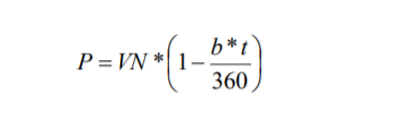 P = VN * (1 - b * t / 360)